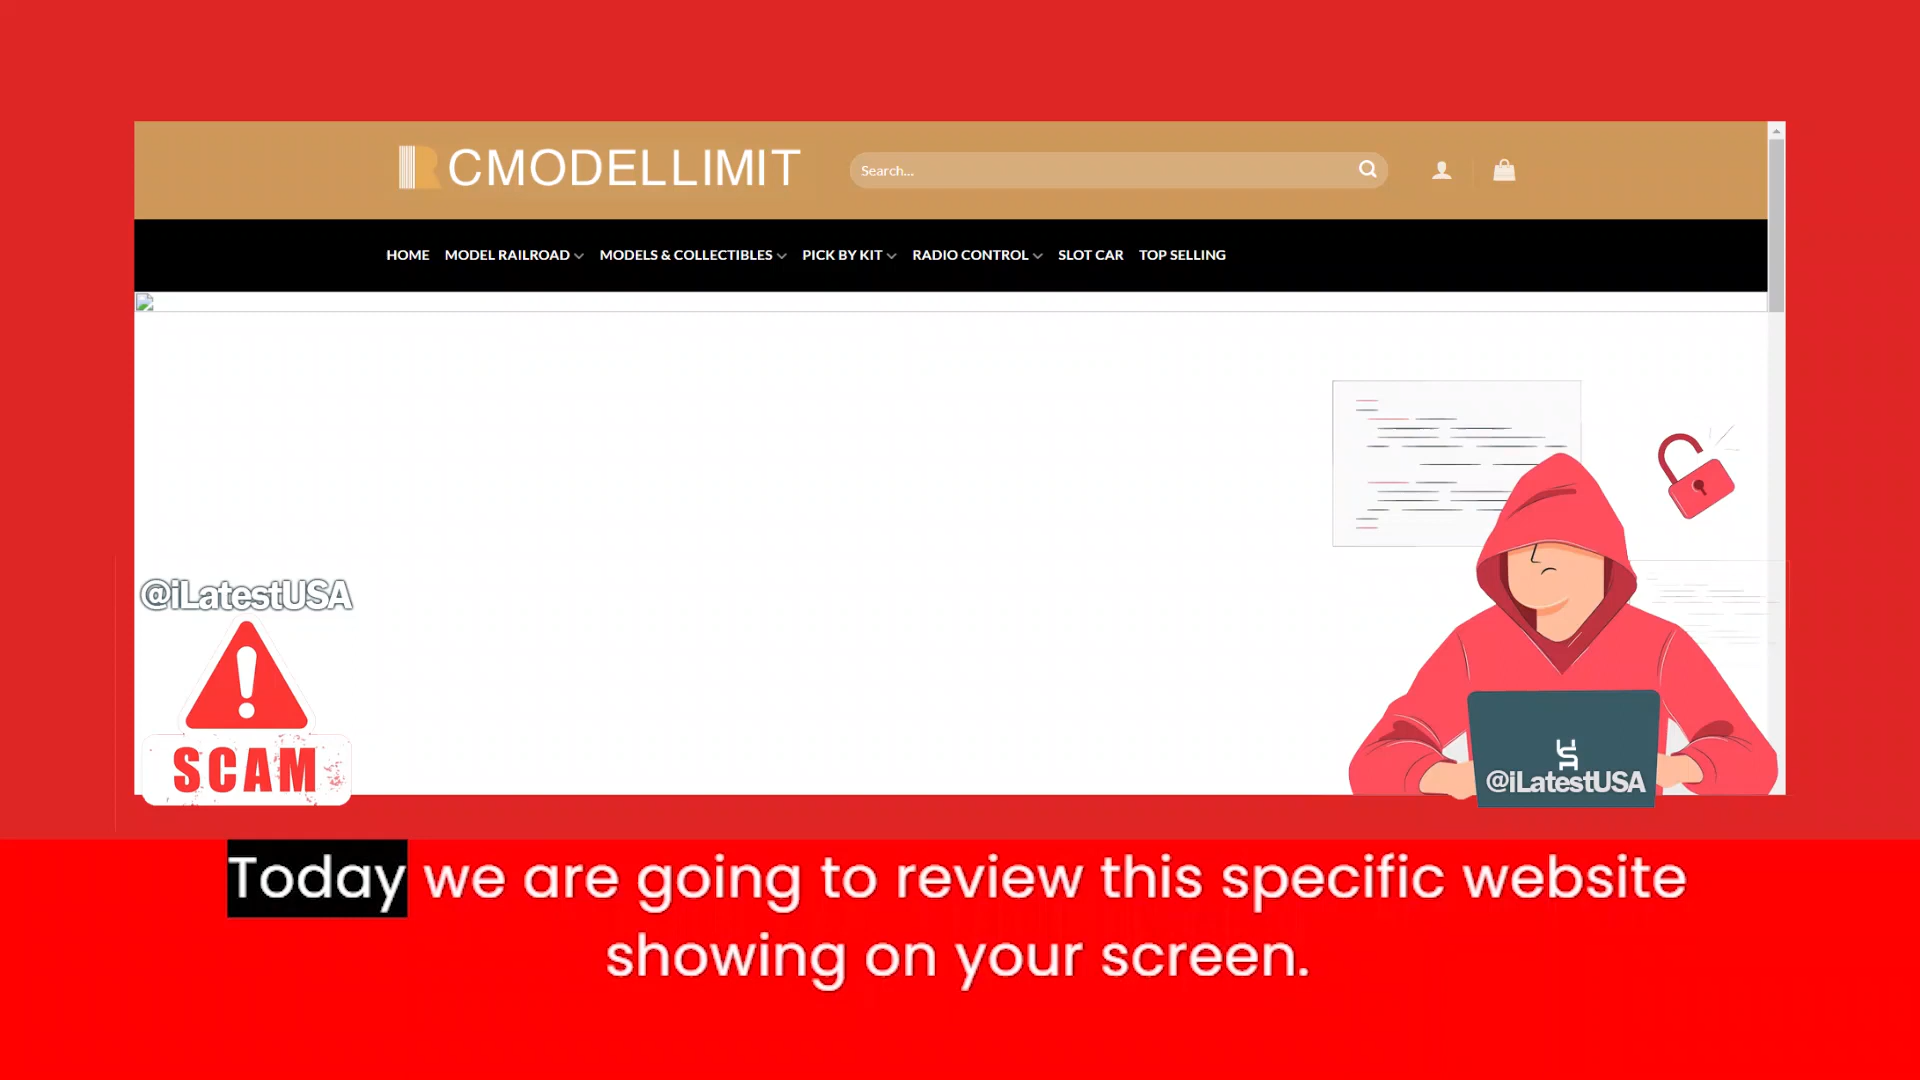 RCMODELLIMIT
Search...
HOME MODEL RAILROAD MODELS & COLLECTIBLES PICK BY KIT RADIO CONTROL SLOT CAR TOP SELLING
@iLatestUSA
SCAM
@iLatestUSA
Today we are going to review this specific website
showing on your screen.